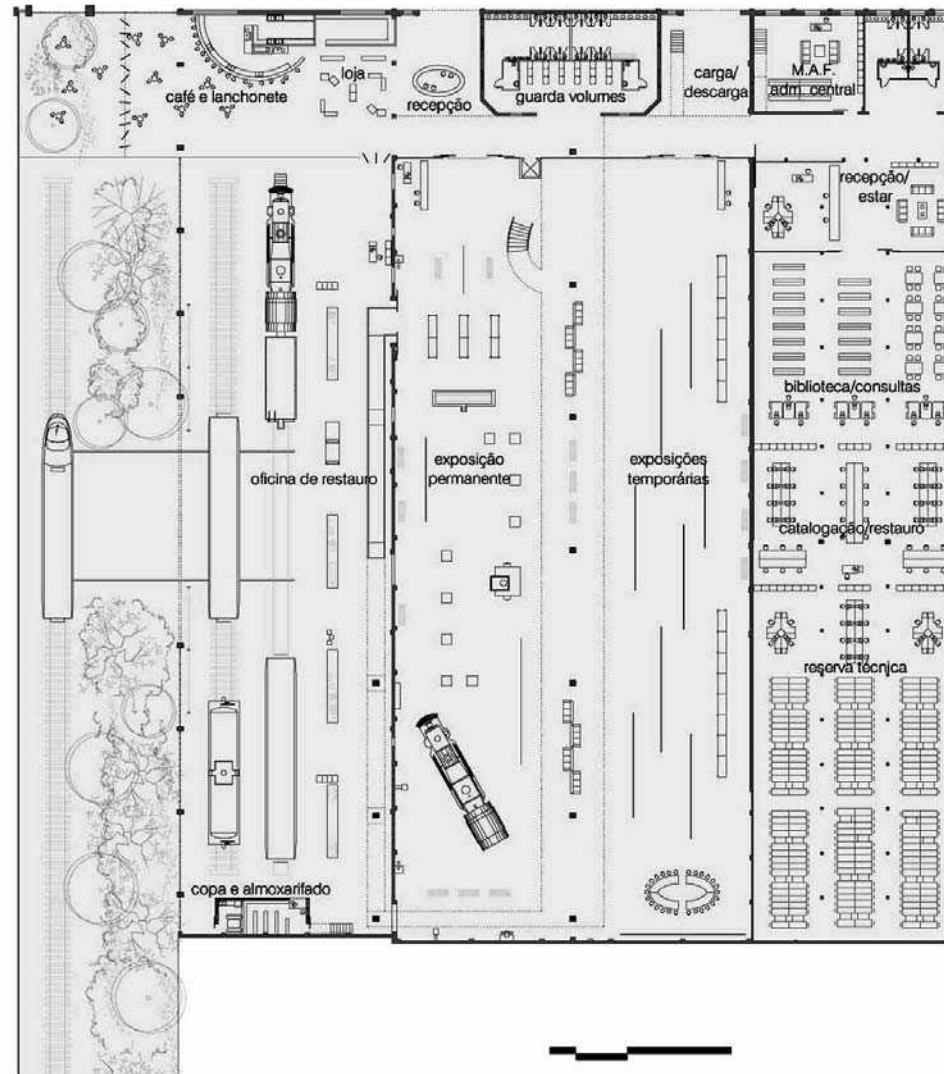 café e lanchonete
loja
recepção
guarda volumes
carga/
descarga
M.A.F.
adm. central
recepção/
estar
biblioteca/consultas
oficina de restauro
exposição
permanente
exposições
temporárias
catalogação/restauro
reserva técnica
copa e almoxarifado